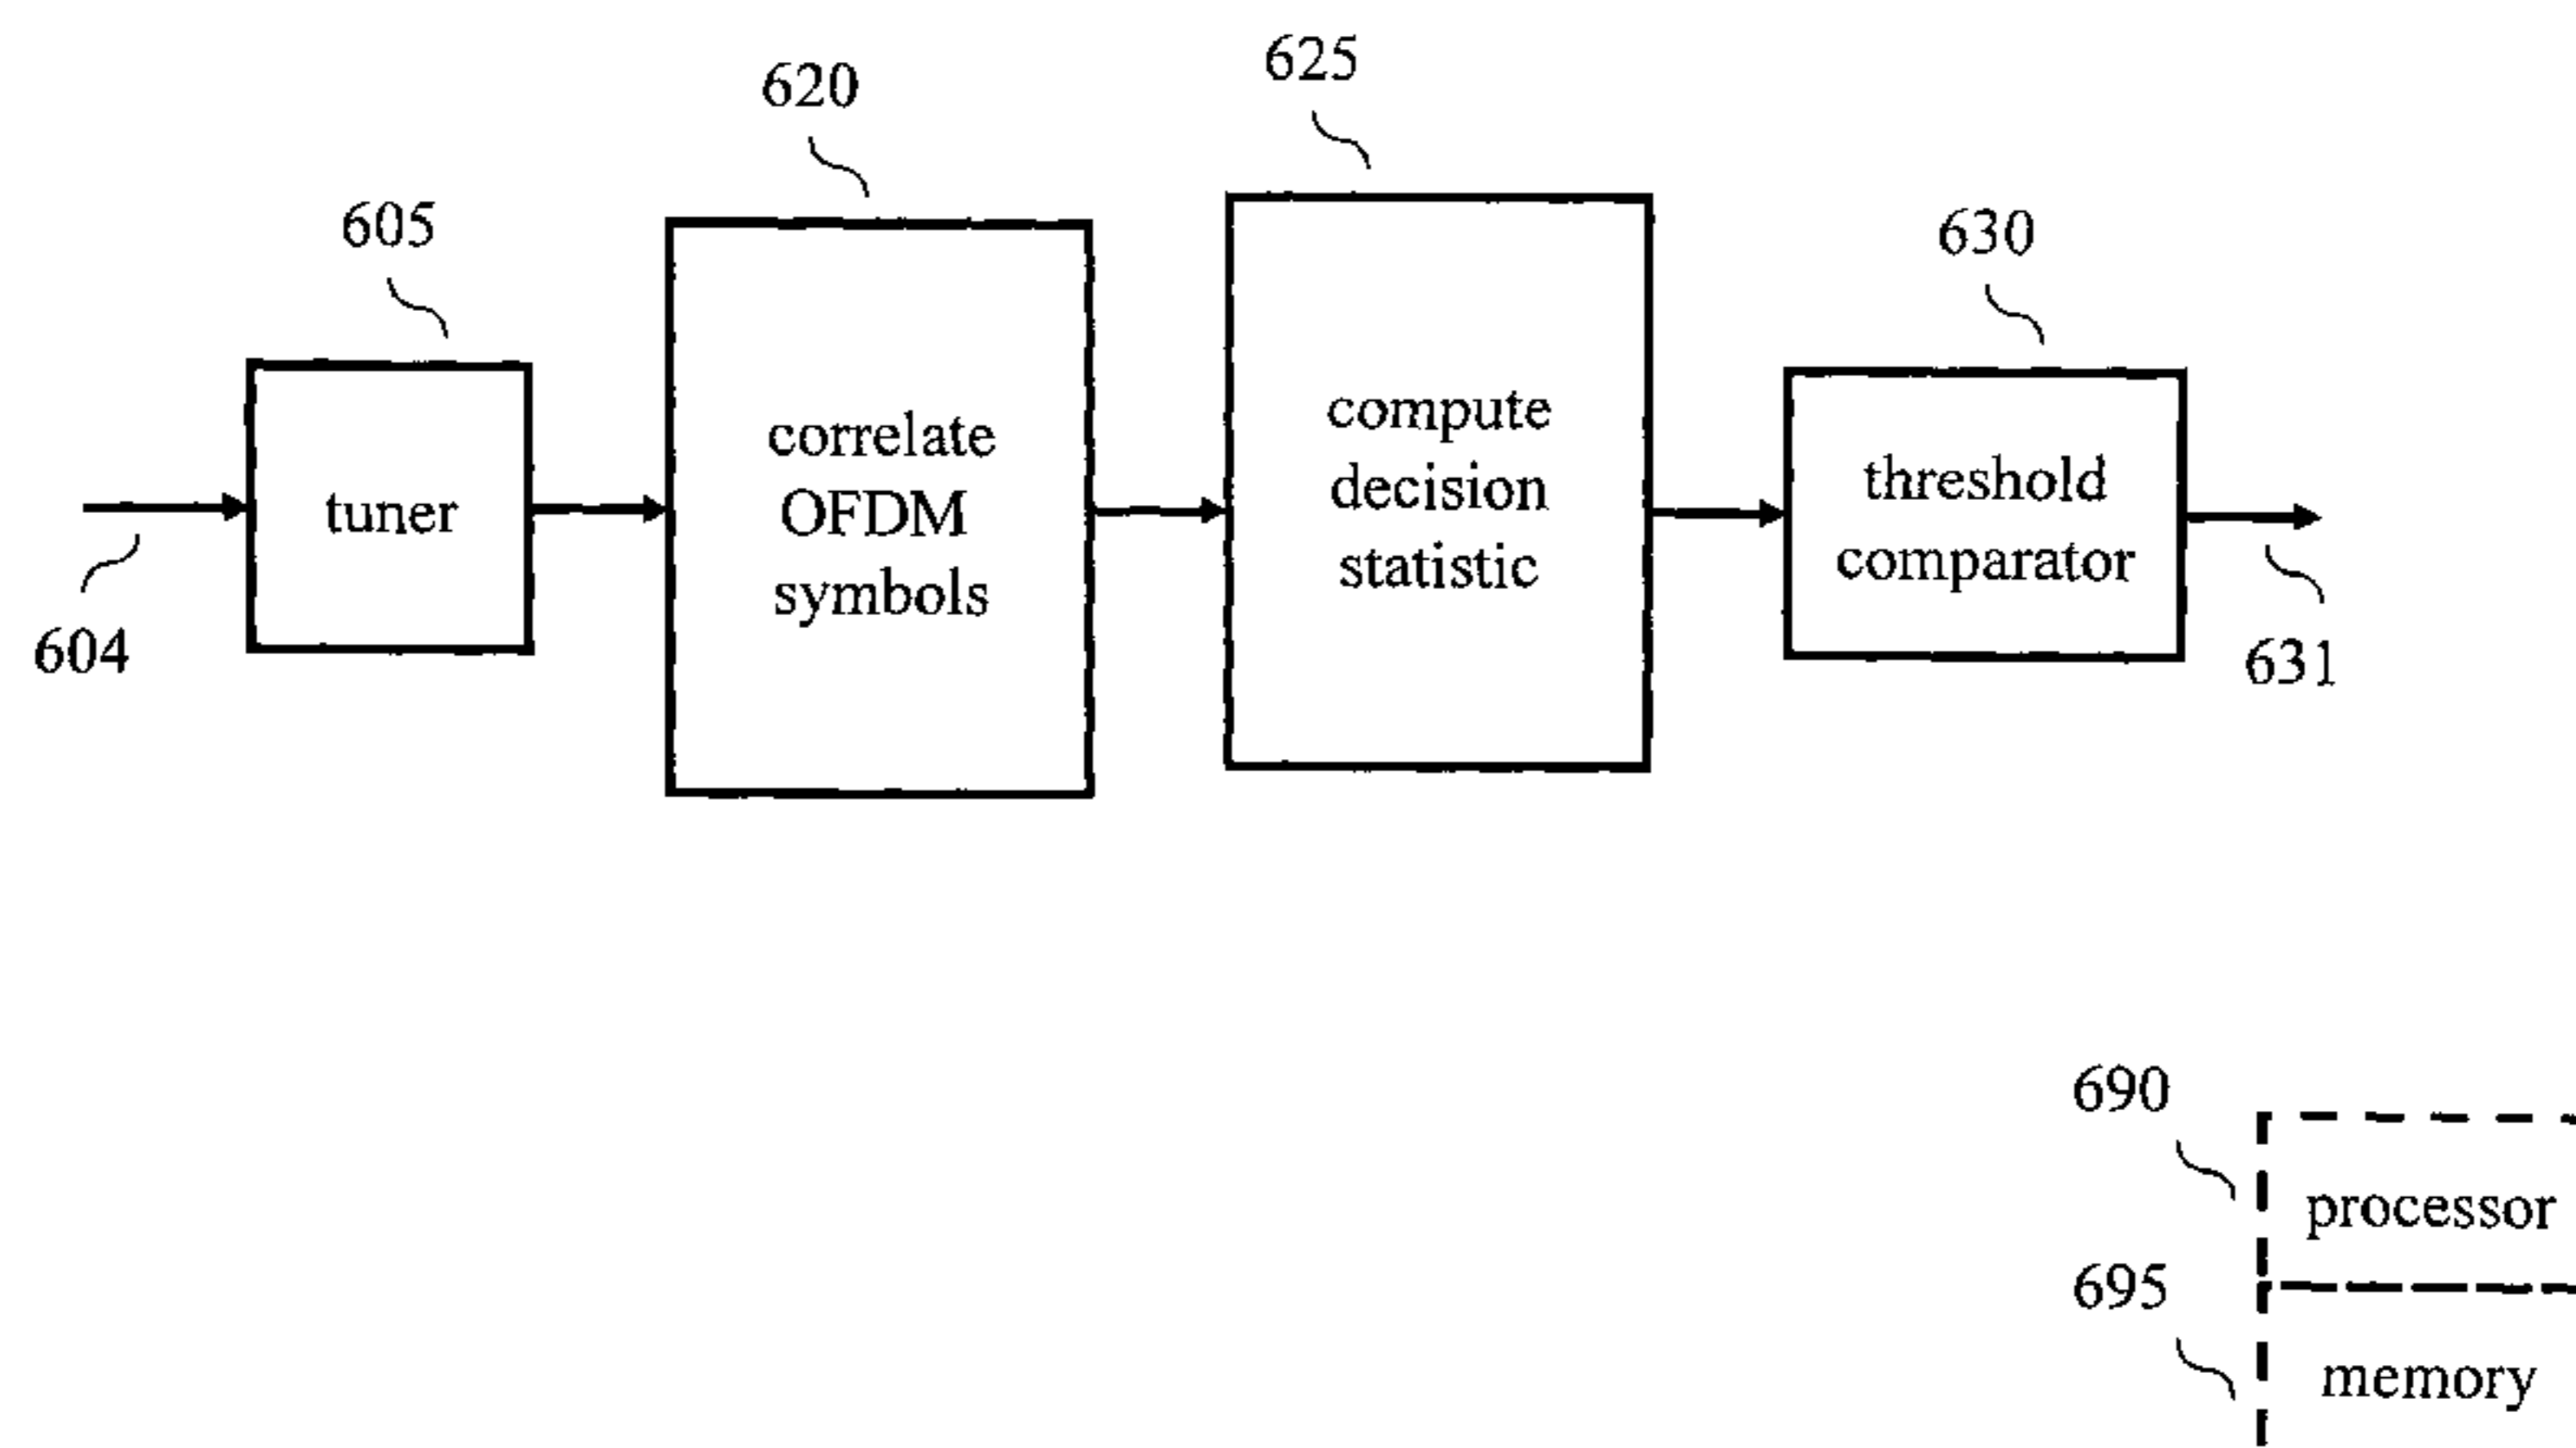 625
620
605
630
tuner
correlate
OFDM
symbols
compute
decision
statistic
threshold
comparator
604
631
690
processor
695
memory